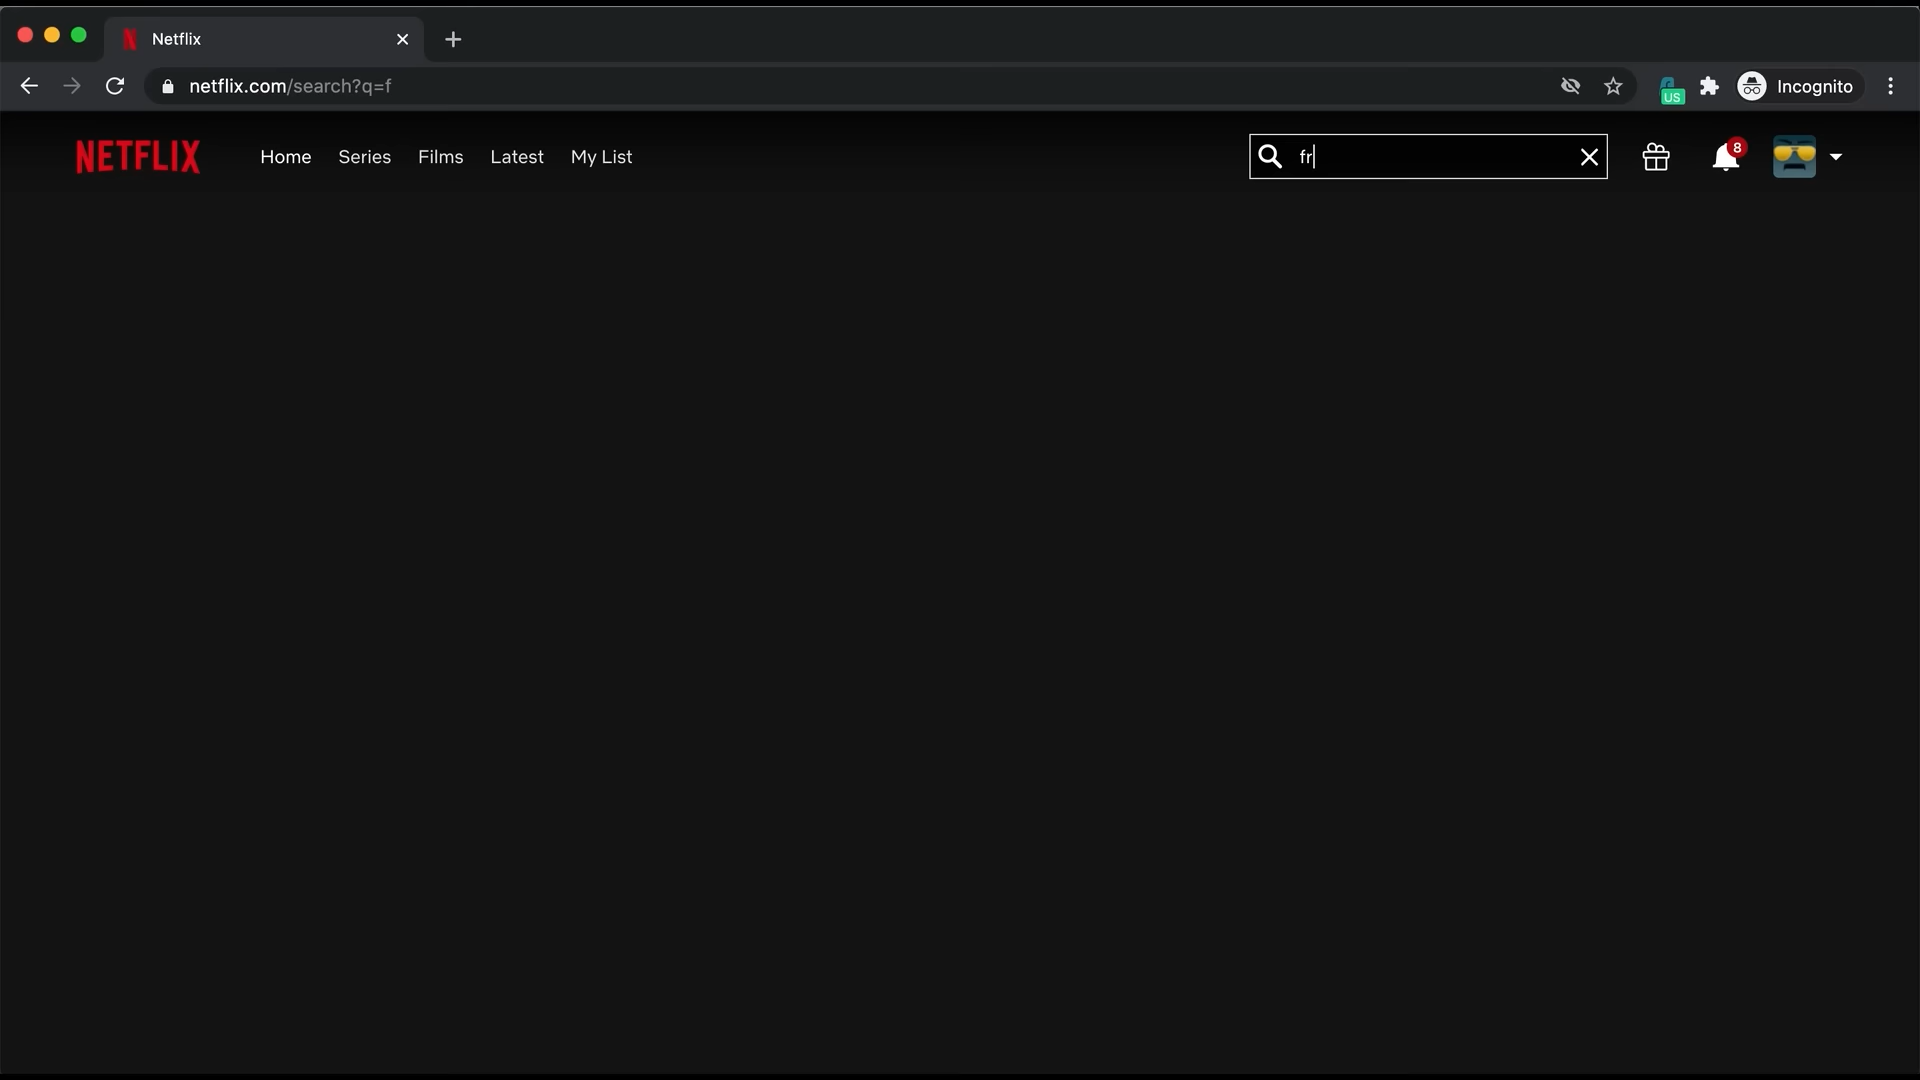 Netflix
netflix.com/search?q=f
US
Incognito
NETFLIX Home Series Films Latest My List fr 8